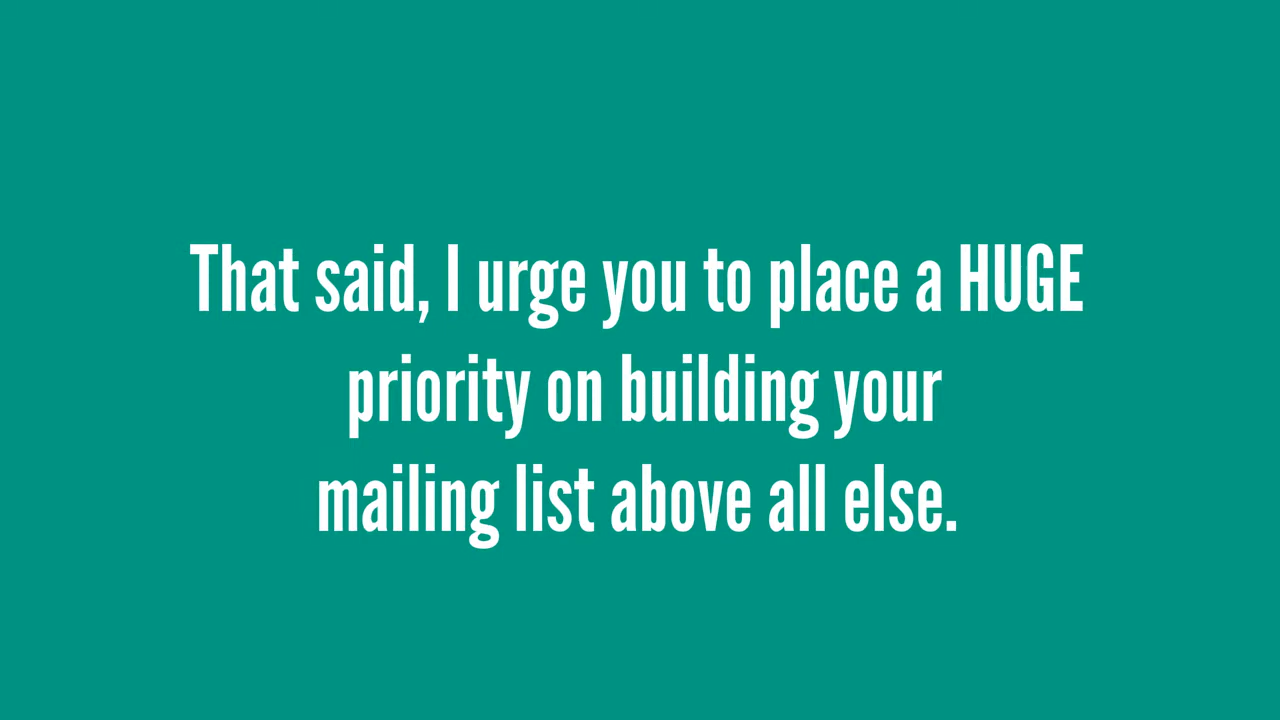 That said, I urge you to place a HUGE
priority on building your
mailing list above all else.